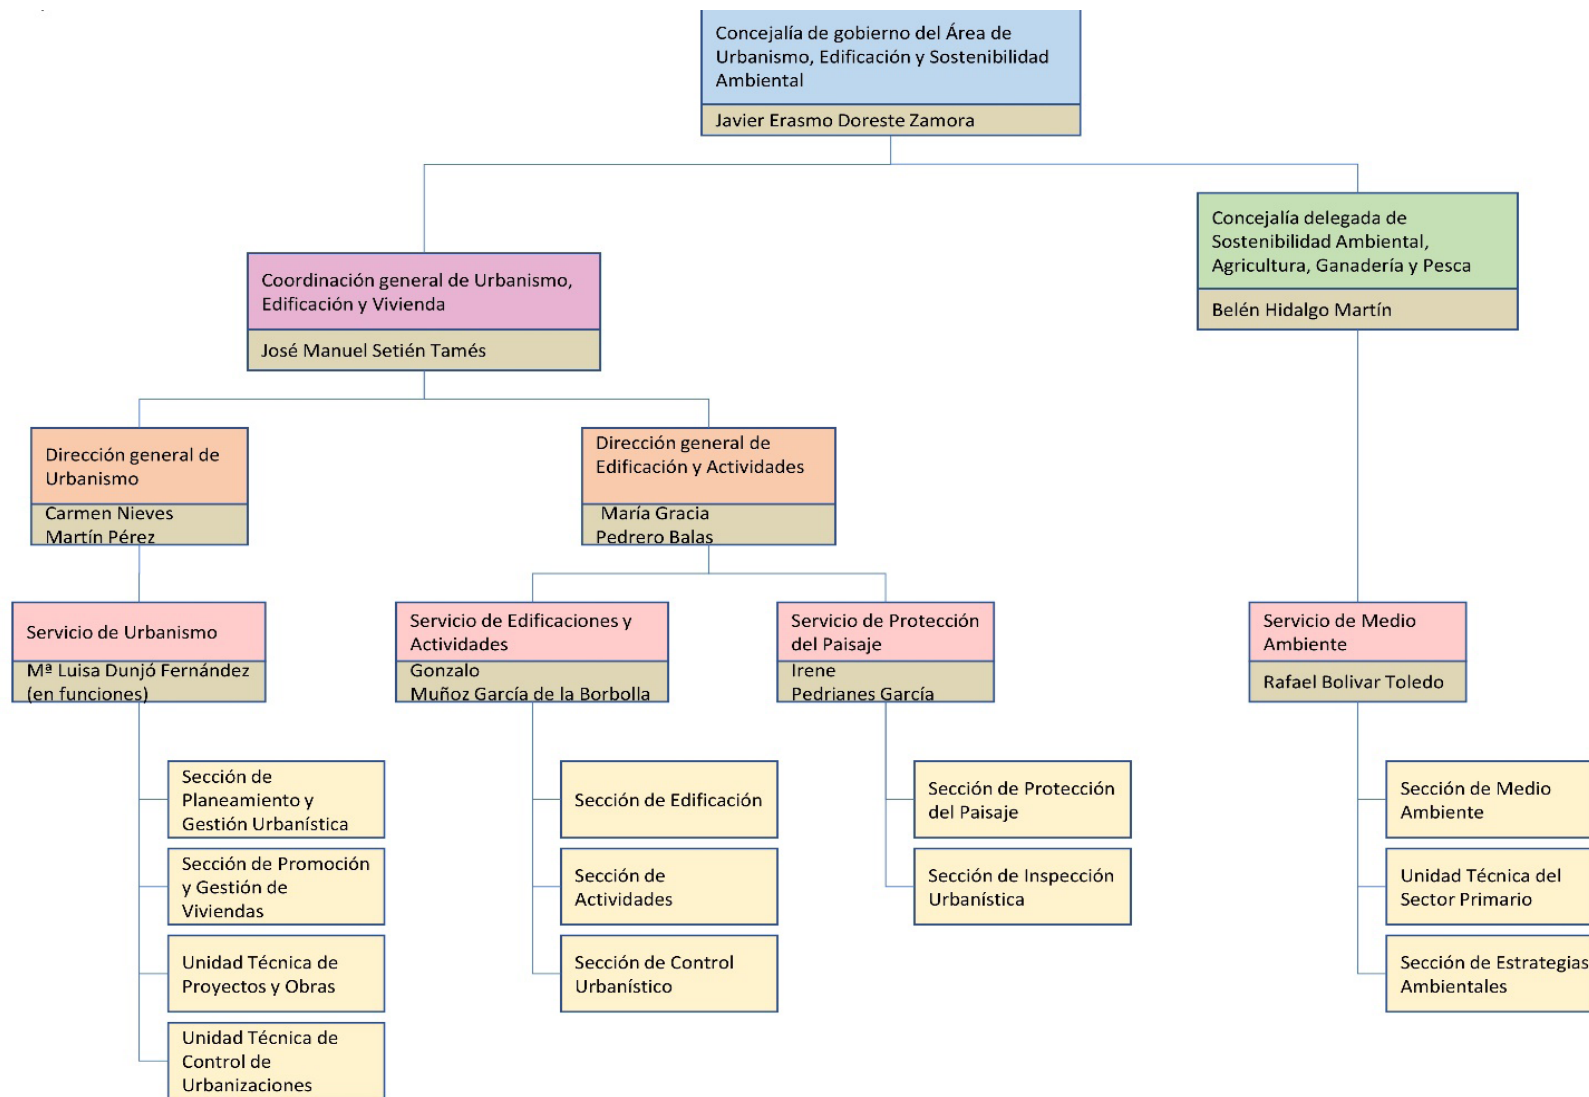 Concejalía de gobierno del Área de
Urbanismo, Edificación y Sostenibilidad
Ambiental
Javier Erasmo Doreste Zamora
Concejalía delegada de
Sostenibilidad Ambiental,
Agricultura, Ganadería y Pesca
Belén Hidalgo Martín
Coordinación general de Urbanismo,
Edificación y Vivienda
José Manuel Setién Tamés
Dirección general de
Urbanismo
Carmen Nieves
Martín Pérez
Dirección general de
Edificación y Actividades
María Gracia
Pedrero Balas
Servicio de Urbanismo
Mª Luisa Dunjó Fernández
(en funciones)
Servicio de Edificaciones y
Actividades
Gonzalo
Muñoz García de la Borbolla
Servicio de Protección
del Paisaje
Irene
Pedrianes García
Servicio de Medio
Ambiente
Rafael Bolivar Toledo
Sección de
Planeamiento y
Gestión Urbanística
Sección de Promoción
y Gestión de
Viviendas
Unidad Técnica de
Proyectos y Obras
Unidad Técnica de
Control de
Urbanizaciones
Sección de Edificación
Sección de
Actividades
Sección de Control
Urbanístico
Sección de Protección
del Paisaje
Sección de Inspección
Urbanística
Sección de Medio
Ambiente
Unidad Técnica del
Sector Primario
Sección de Estrategias
Ambientales